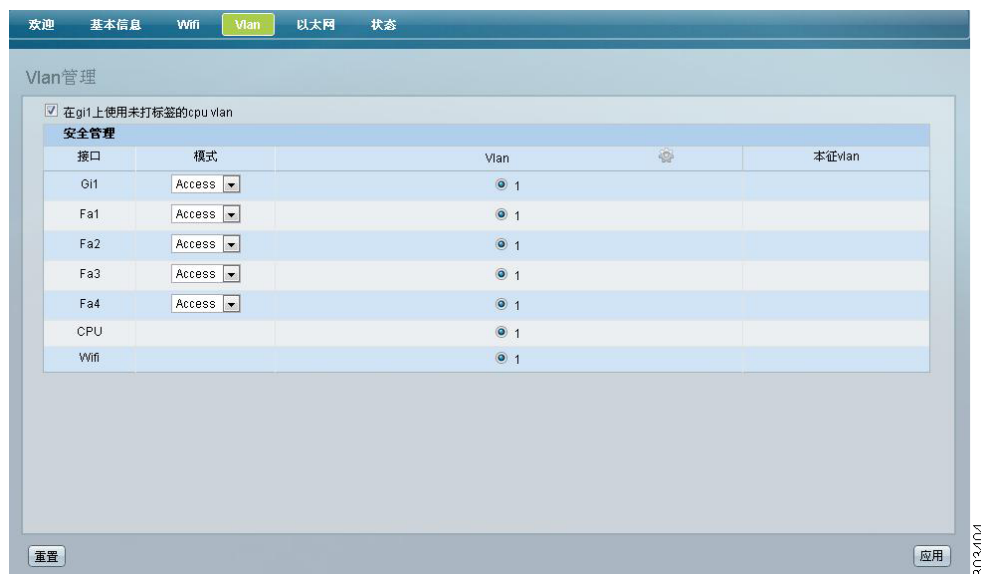 欢迎 基本信息 Wifi Vlan 以太网 状态
Vlan管理
在gi1上使用未打标签的cpu vlan
安全管理
接口 模式 Vlan 本征vlan
Gi1 Access 1
Fa1 Access 1
Fa2 Access 1
Fa3 Access 1
Fa4 Access 1
CPU 1
Wifi 1
重置 应用
303404